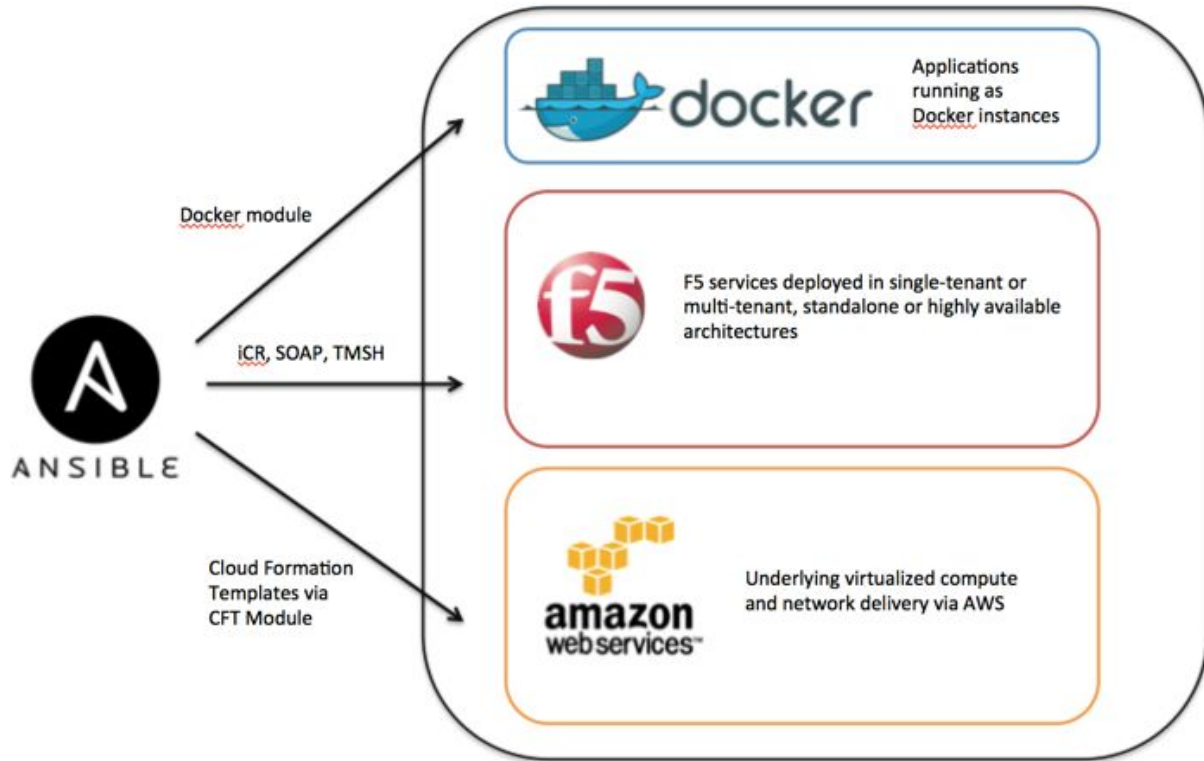 docker
Applications
running as
Docker instances
Docker module
f5
F5 services deployed in single-tenant or
multi-tenant, standalone or highly available
architectures
iCR, SOAP, TMSH
ANSIBLE
Cloud Formation
Templates via
CFT Module
amazon
web services™
Underlying virtualized compute
and network delivery via AWS